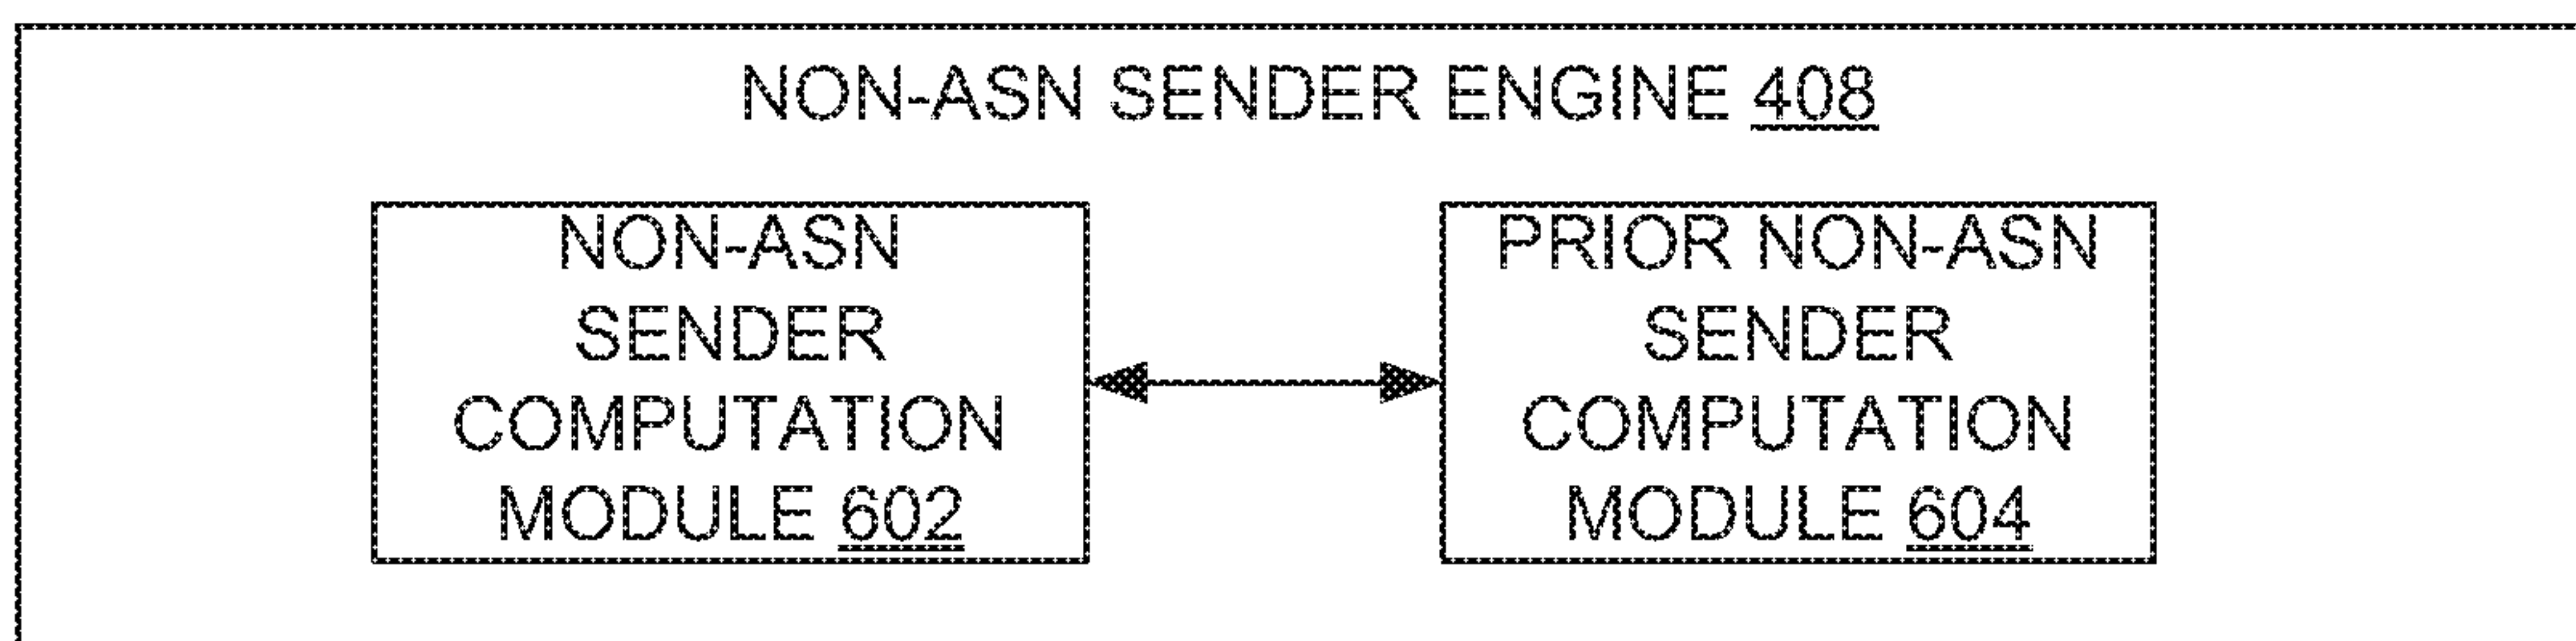 NON-ASN SENDER ENGINE 408
NON-ASN
SENDER
COMPUTATION
MODULE 602
PRIOR NON-ASN
SENDER
COMPUTATION
MODULE 604